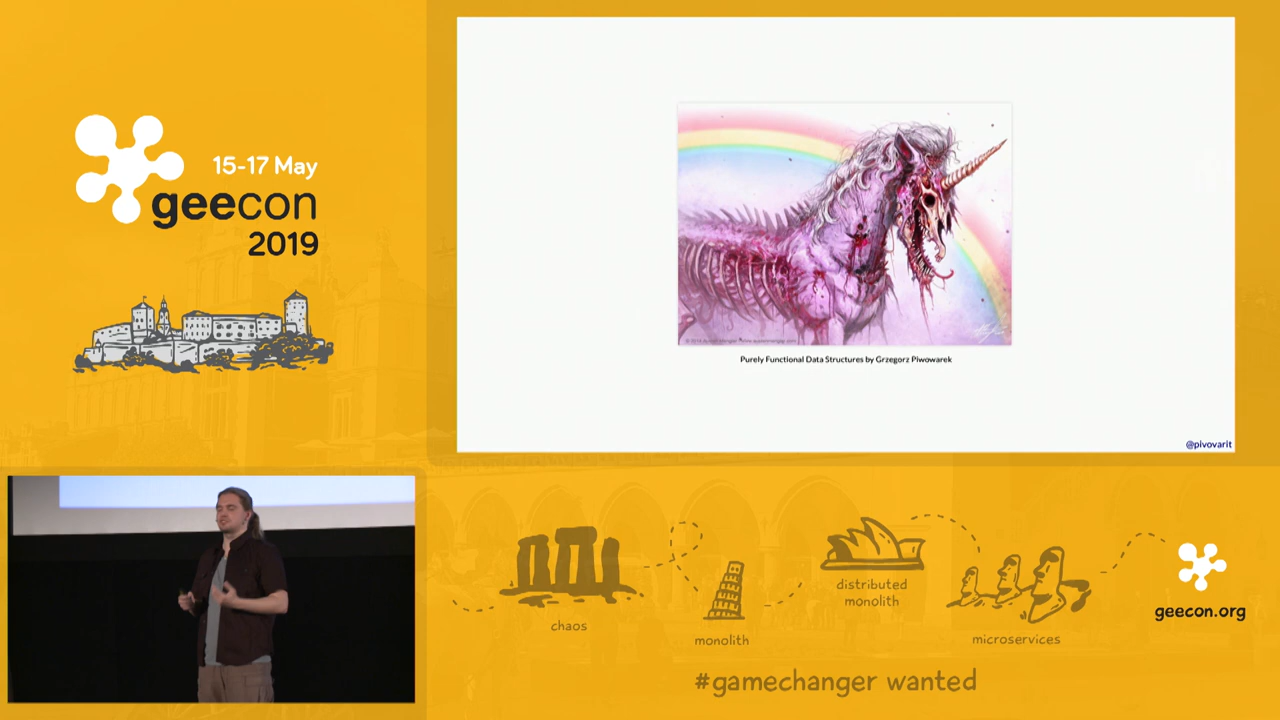 15-17 May
geecon
2019
Purely Functional Data Structures by Grzegorz Piwowarek
@pivovarit
chaos
monolith
distributed
monolith
microservices
geecon.org
#gamechanger wanted